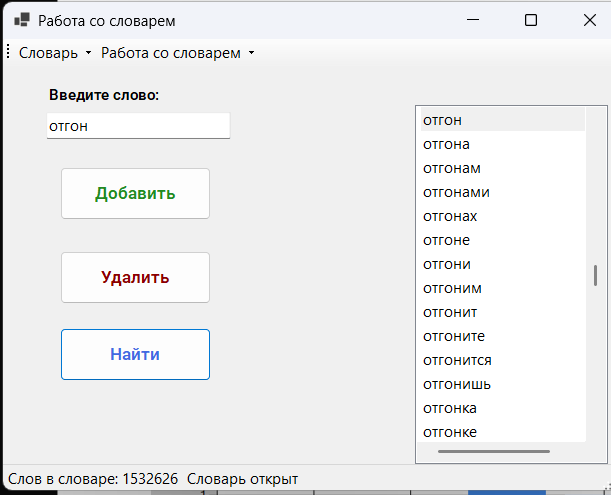 Работа со словарем
Словарь Работа со словарем
Введите слово:
отгон
Добавить
Удалить
Найти
отгон
отгона
отгонам
отгонами
отгонах
отгоне
отгони
отгоним
отгонит
отгоните
отгонится
отгонишь
отгонка
отгонке
Слов в словаре: 1532626 Словарь открыт